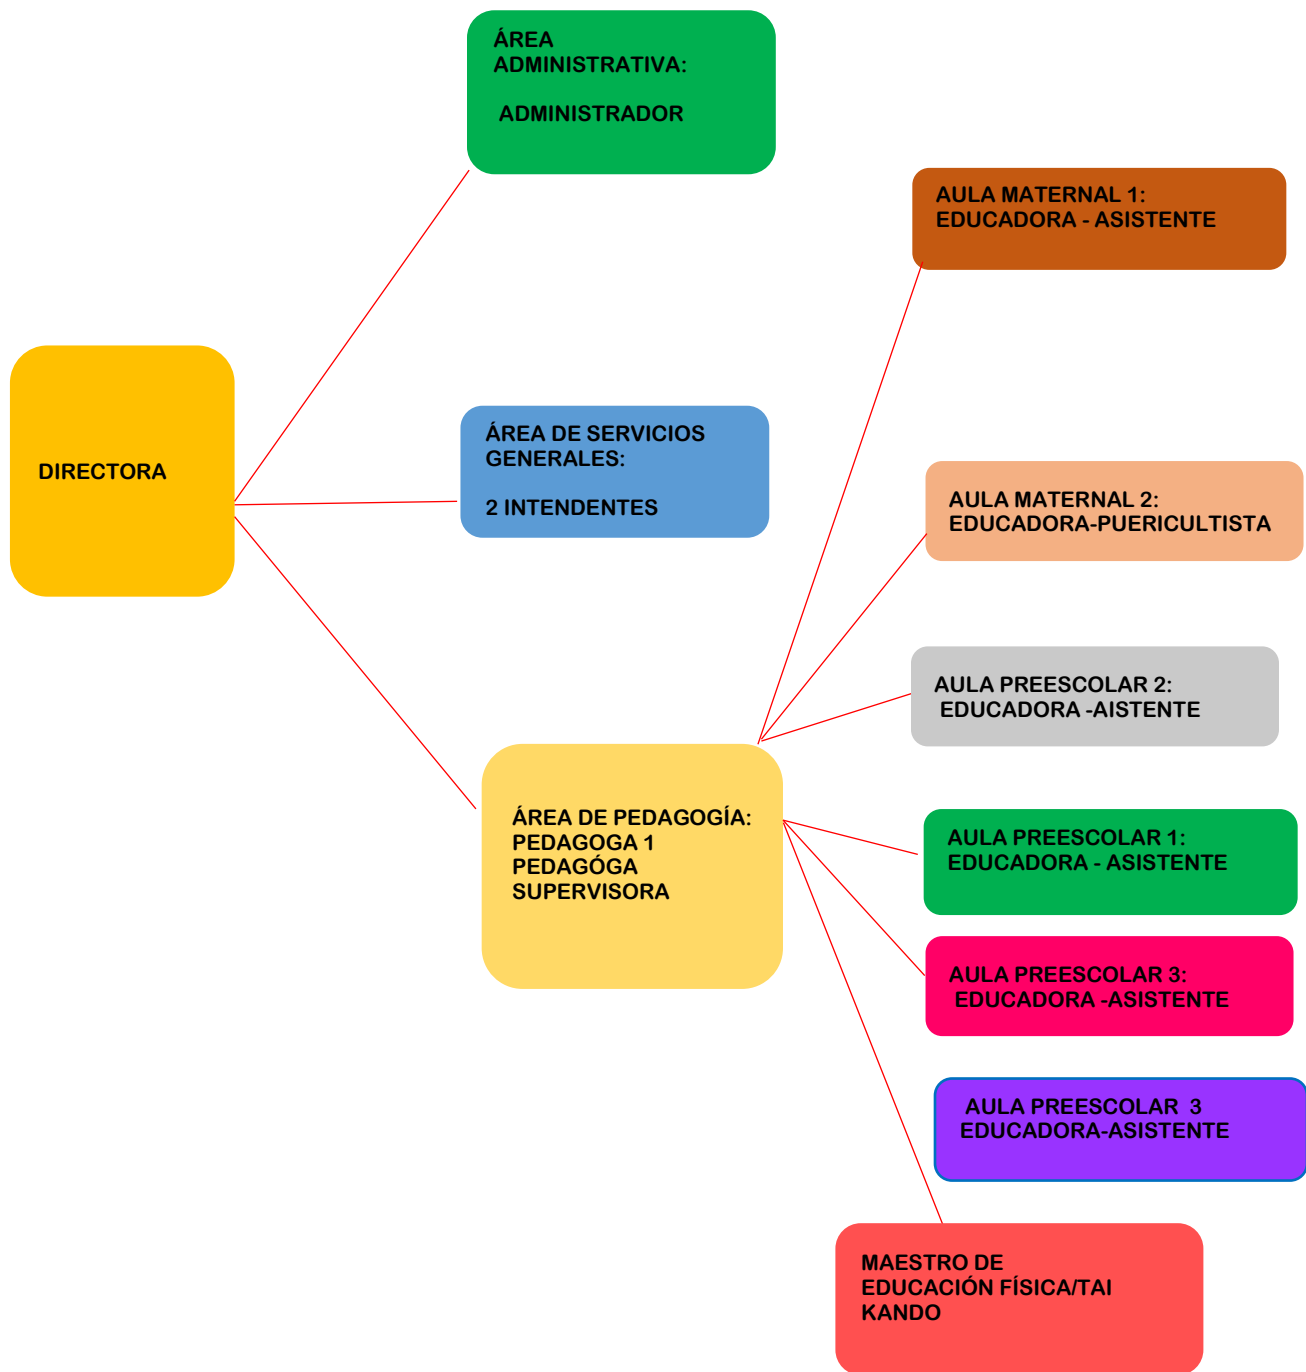 ÁREA
ADMINISTRATIVA:
ADMINISTRADOR
AULA MATERNAL 1:
EDUCADORA - ASISTENTE
DIRECTORA
ÁREA DE SERVICIOS
GENERALES:
2 INTENDENTES
AULA MATERNAL 2:
EDUCADORA-PUERICULTISTA
AULA PREESCOLAR 2:
EDUCADORA -AISTENTE
ÁREA DE PEDAGOGÍA:
PEDAGOGA 1
PEDAGÓGA
SUPERVISORA
AULA PREESCOLAR 1:
EDUCADORA - ASISTENTE
AULA PREESCOLAR 3:
EDUCADORA -ASISTENTE
AULA PREESCOLAR 3
EDUCADORA-ASISTENTE
MAESTRO DE
EDUCACIÓN FÍSICA/TAI
KANDO